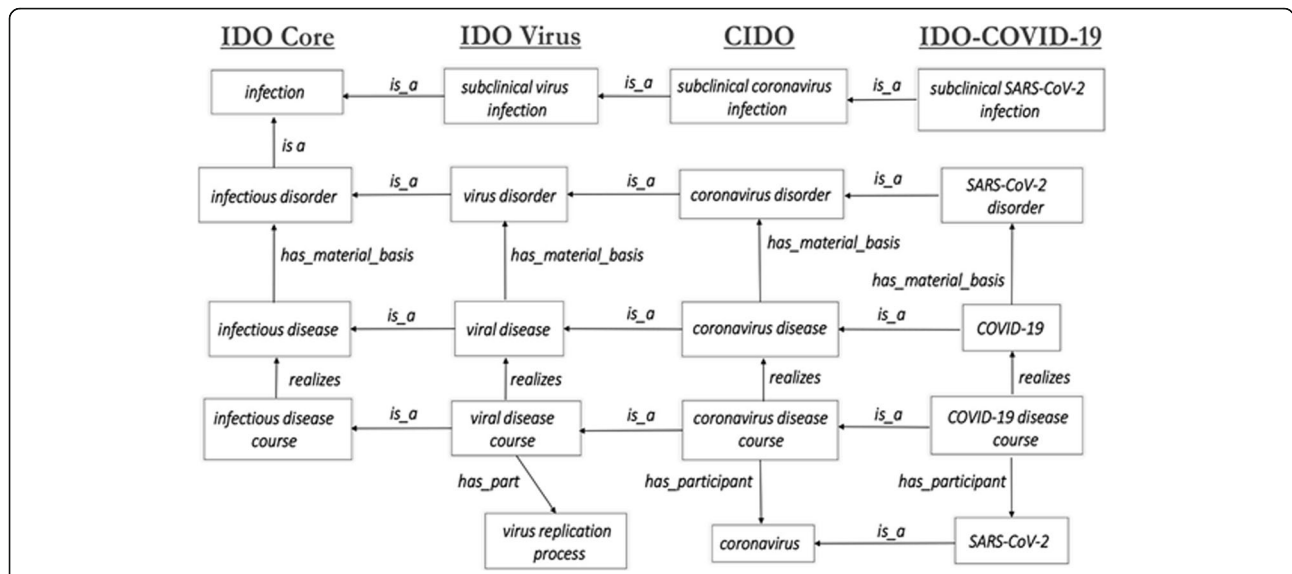 IDO Core IDO Virus CIDO IDO-COVID-19
infection
is_a
subclinical virus
infection
is_a
subclinical coronavirus
infection
is_a
subclinical SARS-CoV-2
infection
is a
infectious disorder
is_a
virus disorder
is_a
coronavirus disorder
is_a
SARS-CoV-2
disorder
has_material_basis
has_material_basis
has_material_basis
has_material_basis
infectious disease
is_a
viral disease
is_a
coronavirus disease
is_a
COVID-19
realizes
realizes
realizes
realizes
infectious disease
course
is_a
viral disease
course
is_a
coronavirus disease
course
is_a
COVID-19 disease
course
has_part
has_participant
has_participant
virus replication
process
coronavirus
is_a
SARS-CoV-2